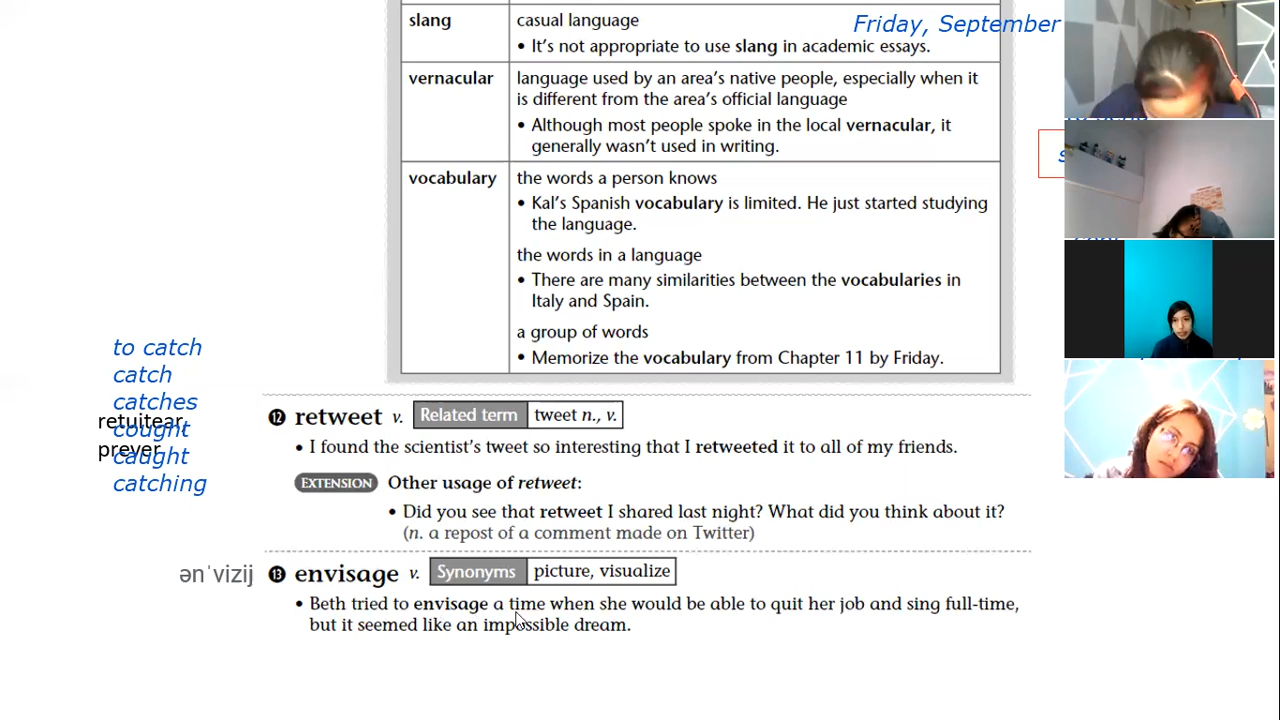 slang casual language
Friday, September
• It's not appropriate to use slang in academic essays.
vernacular language used by an area's native people, especially when it
is different from the area's official language
• Although most people spoke in the local vernacular, it
generally wasn't used in writing.
vocabulary the words a person knows
• Kal's Spanish vocabulary is limited. He just started studying
the language.
the words in a language
• There are many similarities between the vocabularies in
Italy and Spain.
a group of words
• Memorize the vocabulary from Chapter 11 by Friday.
to catch
catch
catches
retuitear
cought
prever
caught
catching
12 retweet v. Related term tweet n., v.
• I found the scientist's tweet so interesting that I retweeted it to all of my friends.
EXTENSION Other usage of retweet:
• Did you see that retweet I shared last night? What did you think about it?
(n. a repost of a comment made on Twitter)
ənˈvizij 13 envisage v. Synonyms picture, visualize
• Beth tried to envisage a time when she would be able to quit her job and sing full-time,
but it seemed like an impossible dream.